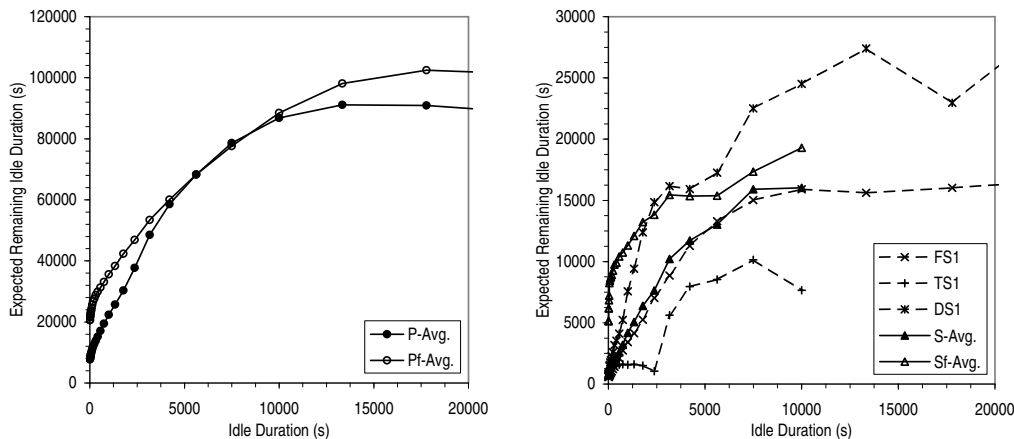 120000
100000
80000
60000
40000
20000
0
Expected Remaining Idle Duration (s)
0 5000 10000 15000 20000
Idle Duration (s)
P-Avg.
Pf-Avg.
30000
25000
20000
15000
10000
5000
0
Expected Remaining Idle Duration (s)
0 5000 10000 15000 20000
Idle Duration (s)
FS1
TS1
DS1
S-Avg.
Sf-Avg.